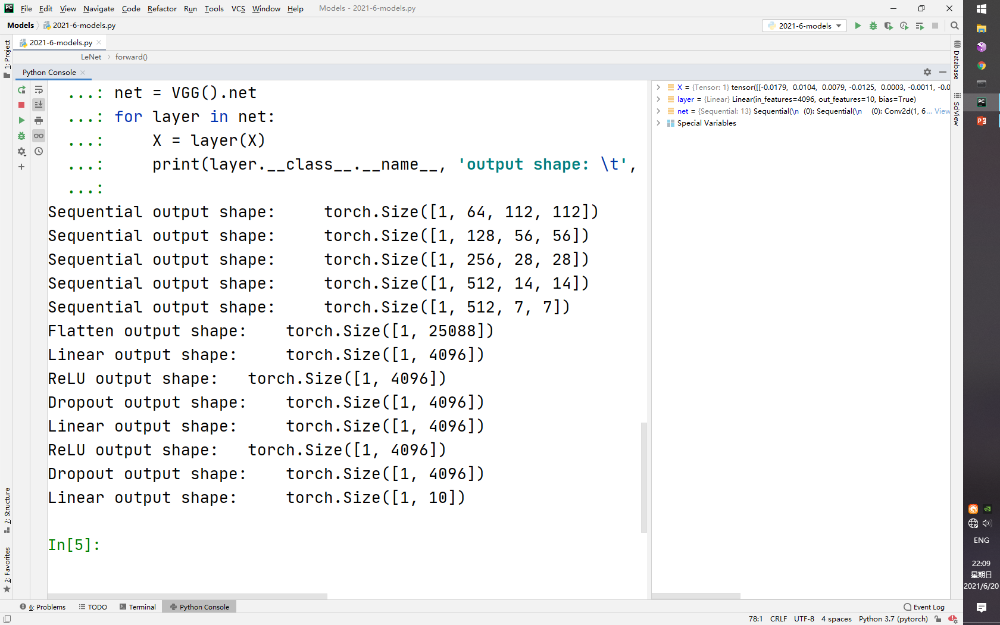 PC File Edit View Navigate Code Refactor Run Tools VCS Window Help Models - 2021-6-models.py
Models 2021-6-models.py 2021-6-models
2021-6-models.py
LeNet forward()
Python Console
...: net = VGG().net
...: for layer in net:
...:     X = layer(X)
...:     print(layer.__class__.__name__, 'output shape: \t',
...:
Sequential output shape: torch.Size([1, 64, 112, 112])
Sequential output shape: torch.Size([1, 128, 56, 56])
Sequential output shape: torch.Size([1, 256, 28, 28])
Sequential output shape: torch.Size([1, 512, 14, 14])
Sequential output shape: torch.Size([1, 512, 7, 7])
Flatten output shape: torch.Size([1, 25088])
Linear output shape: torch.Size([1, 4096])
ReLU output shape: torch.Size([1, 4096])
Dropout output shape: torch.Size([1, 4096])
Linear output shape: torch.Size([1, 4096])
ReLU output shape: torch.Size([1, 4096])
Dropout output shape: torch.Size([1, 4096])
Linear output shape: torch.Size([1, 10])
In[5]:
X = {Tensor: 1} tensor([[-0.0179, 0.0104, 0.0079, -0.0125, 0.0003, -0.0011, -0.0
layer = {Linear} Linear(in_features=4096, out_features=10, bias=True)
net = {Sequential: 13} Sequential(\n (0): Sequential(\n (0): Conv2d(1, 6... View
Special Variables
1: Project
7: Structure
2: Favorites
Database
SciView
6: Problems TODO Terminal Python Console Event Log
78:1 CRLF UTF-8 4 spaces Python 3.7 (pytorch)
PC
P
ENG
22:09
星期日
2021/6/20